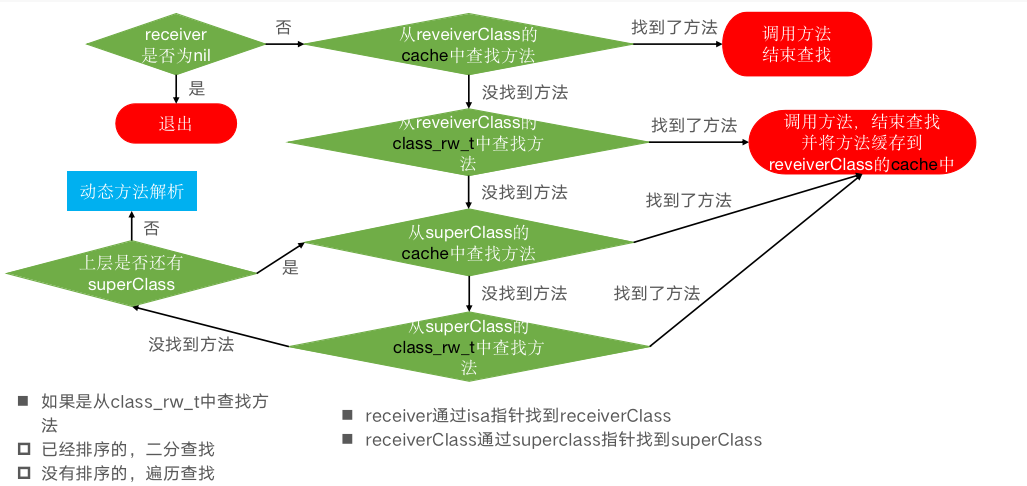 receiver
是否为nil
否
从reveiverClass的
cache中查找方法
找到了方法
调用方法
结束查找
是
没找到方法
退出
从reveiverClass的
class_rw_t中查找方
法
找到了方法
调用方法，结束查找
并将方法缓存到
reveiverClass的cache中
没找到方法
动态方法解析
找到了方法
否
从superClass的
cache中查找方法
上层是否还有
superClass
是
没找到方法
找到了方法
从superClass的
class_rw_t中查找方
法
没找到方法
如果是从class_rw_t中查找方
法
已经排序的，二分查找
没有排序的，遍历查找
receiver通过isa指针找到receiverClass
receiverClass通过superclass指针找到superClass